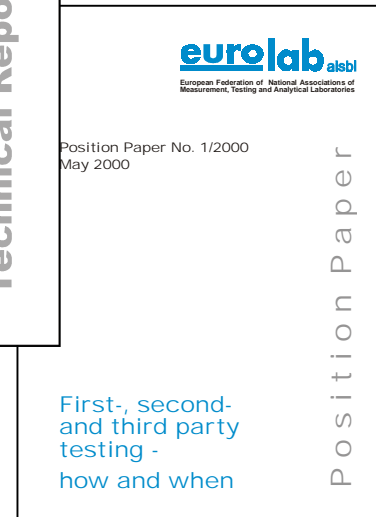 eurolab aisbl
European Federation of National Associations of
Measurement, Testing and Analytical Laboratories
Position Paper No. 1/2000
May 2000
Position Paper
First-, second-
and third party
testing -
how and when
Technical